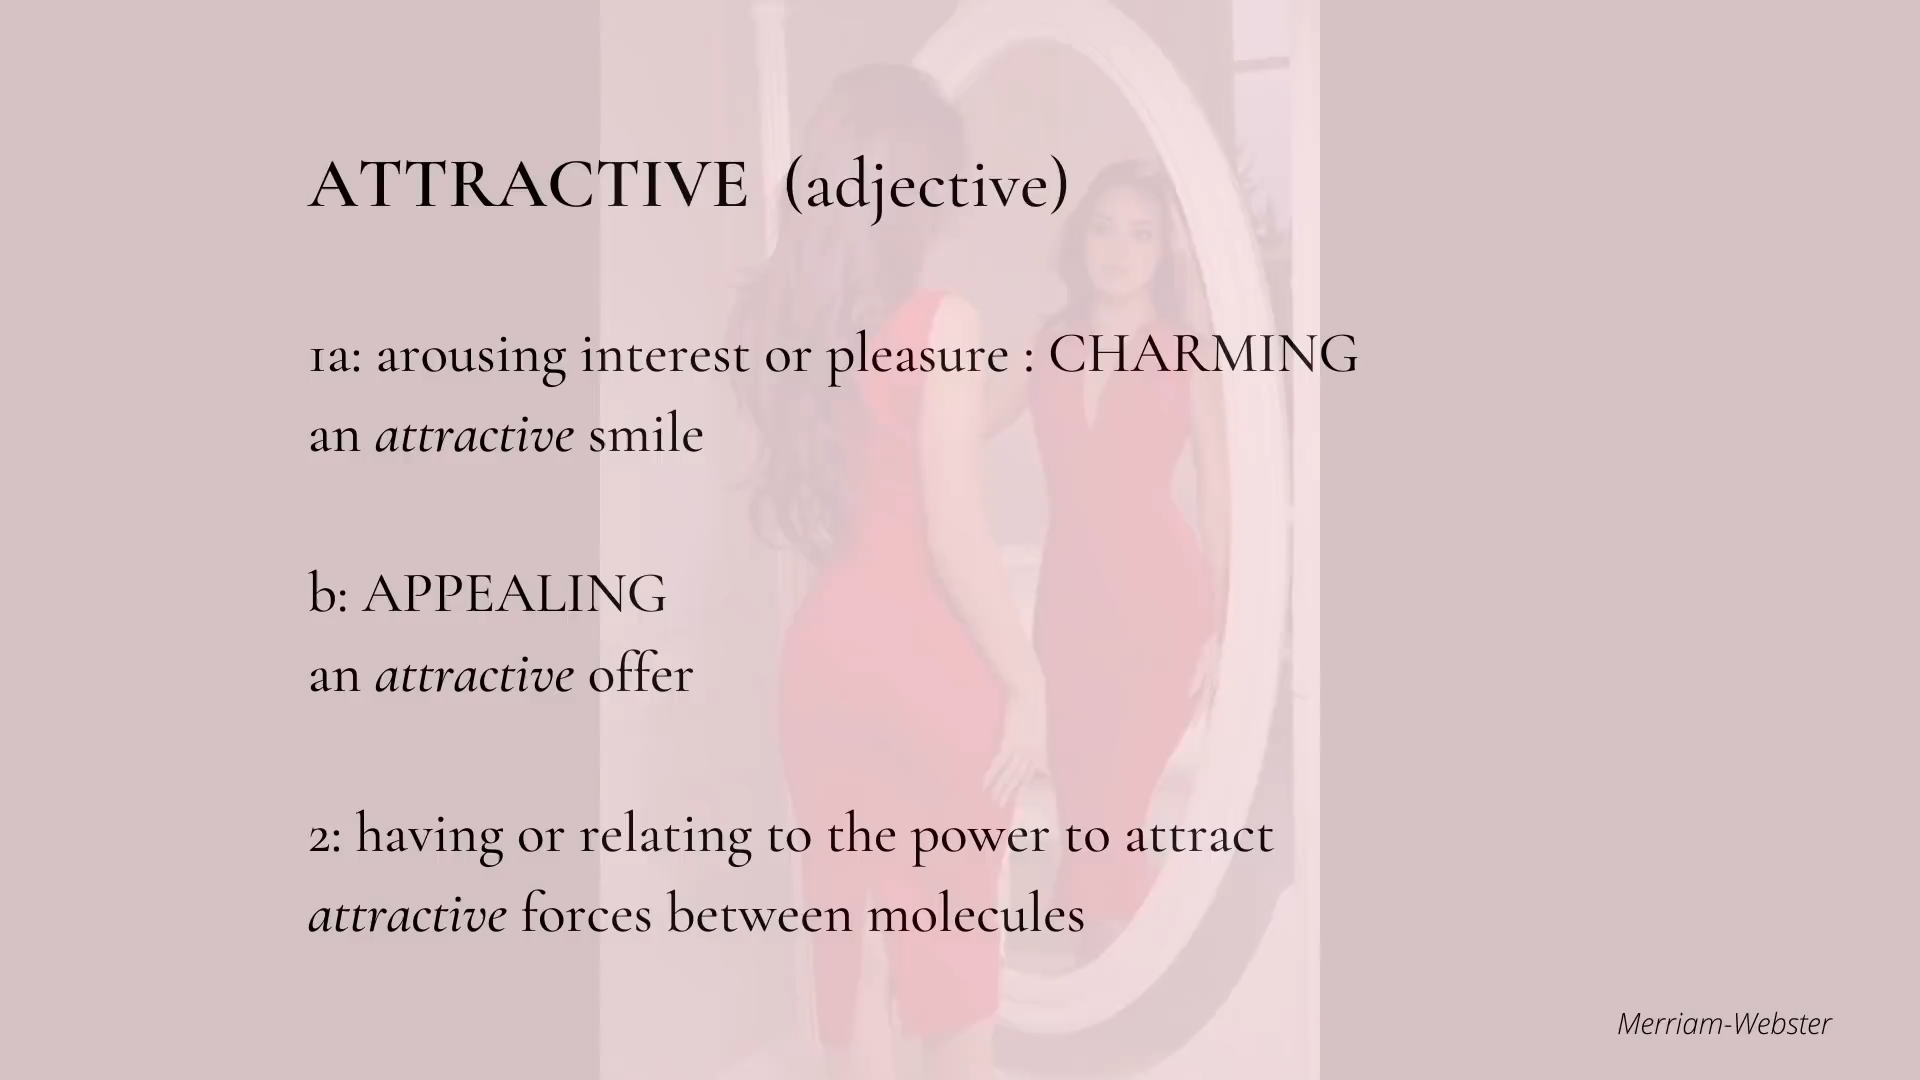 ATTRACTIVE (adjective)
1a: arousing interest or pleasure : CHARMING
an attractive smile
b: APPEALING
an attractive offer
2: having or relating to the power to attract
attractive forces between molecules
Merriam-Webster